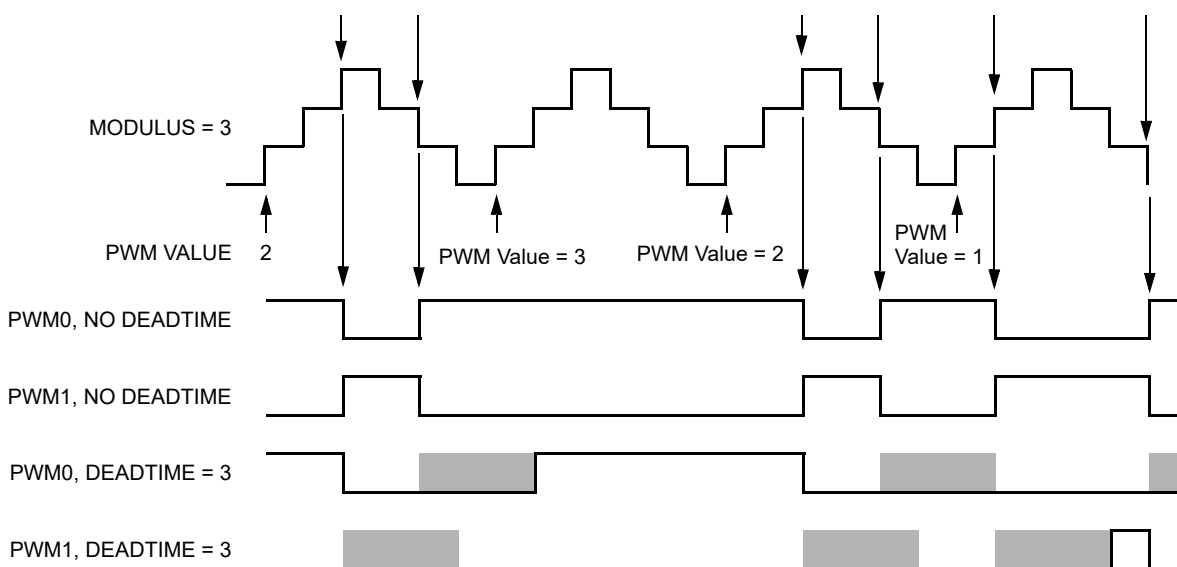 MODULUS = 3
PWM VALUE 2
PWM Value = 3
PWM Value = 2
PWM
Value = 1
PWM0, NO DEADTIME
PWM1, NO DEADTIME
PWM0, DEADTIME = 3
PWM1, DEADTIME = 3